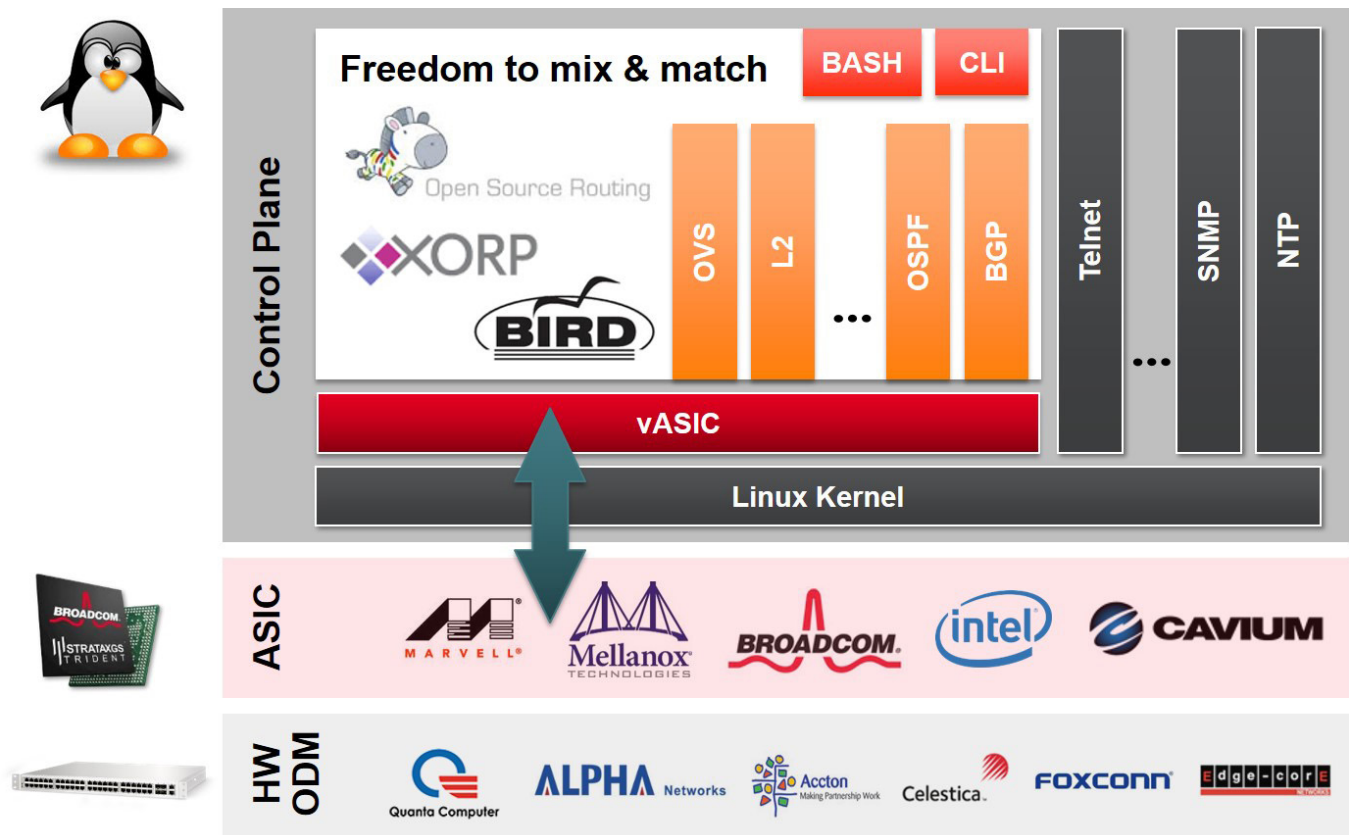 Freedom to mix & match
BASH
CLI
Open Source Routing
XORP
BIRD
OVS
L2
...
OSPF
BGP
Telnet
...
SNMP
NTP
Control Plane
vASIC
Linux Kernel
BROADCOM.
STRATAXGS
TRIDENT
ASIC
MARVELL®
Mellanox®
TECHNOLOGIES
BROADCOM.
intel
CAVIUM
HW
ODM
Quanta Computer
ALPHA Networks
Accton
Making Partnership Work
Celestica.
FOXCONN®
Edge-corE
NETWORKS